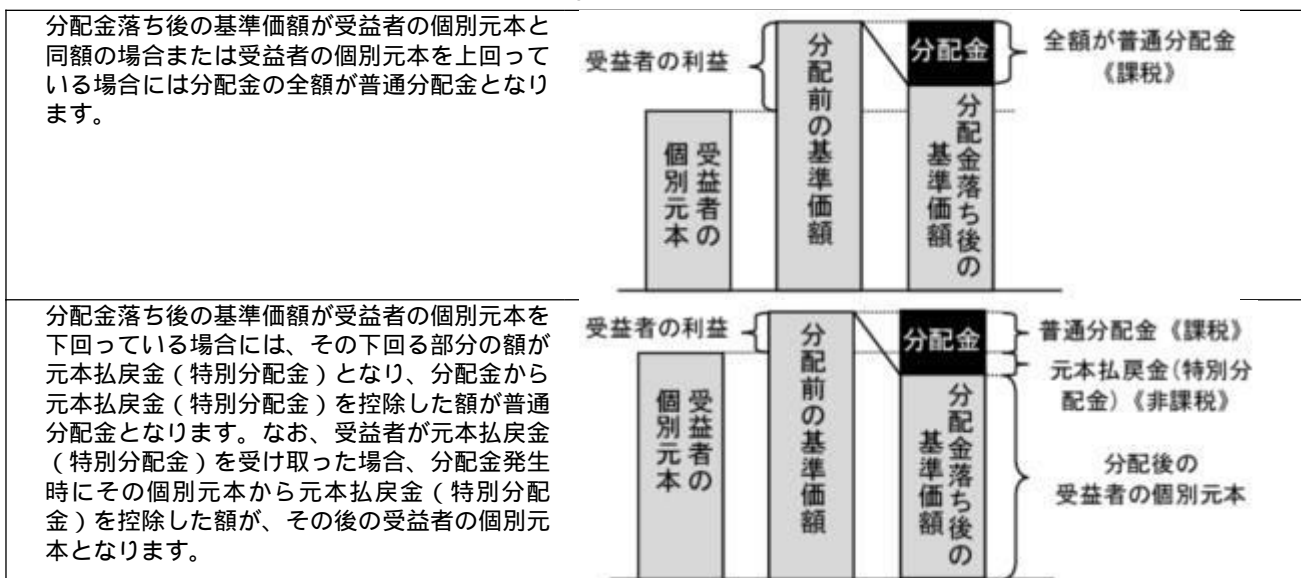 分配金落ち後の基準価額が受益者の個別元本と
同額の場合または受益者の個別元本を上回って
いる場合には分配金の全額が普通分配金となり
ます。
受益者の利益
分配前の基準価額
分配金
全額が普通分配金
《課税》
受益者の
個別元本
分配金落ち後の
基準価額
分配金落ち後の基準価額が受益者の個別元本を
下回っている場合には、その下回る部分の額が
元本払戻金（特別分配金）となり、分配金から
元本払戻金（特別分配金）を控除した額が普通
分配金となります。なお、受益者が元本払戻金
（特別分配金）を受け取った場合、分配金発生
時にその個別元本から元本払戻金（特別分配
金）を控除した額が、その後の受益者の個別元
本となります。
受益者の利益
分配前の基準価額
分配金
普通分配金《課税》
元本払戻金(特別分
配金)《非課税》
受益者の
個別元本
分配金落ち後の
基準価額
分配後の
受益者の個別元本